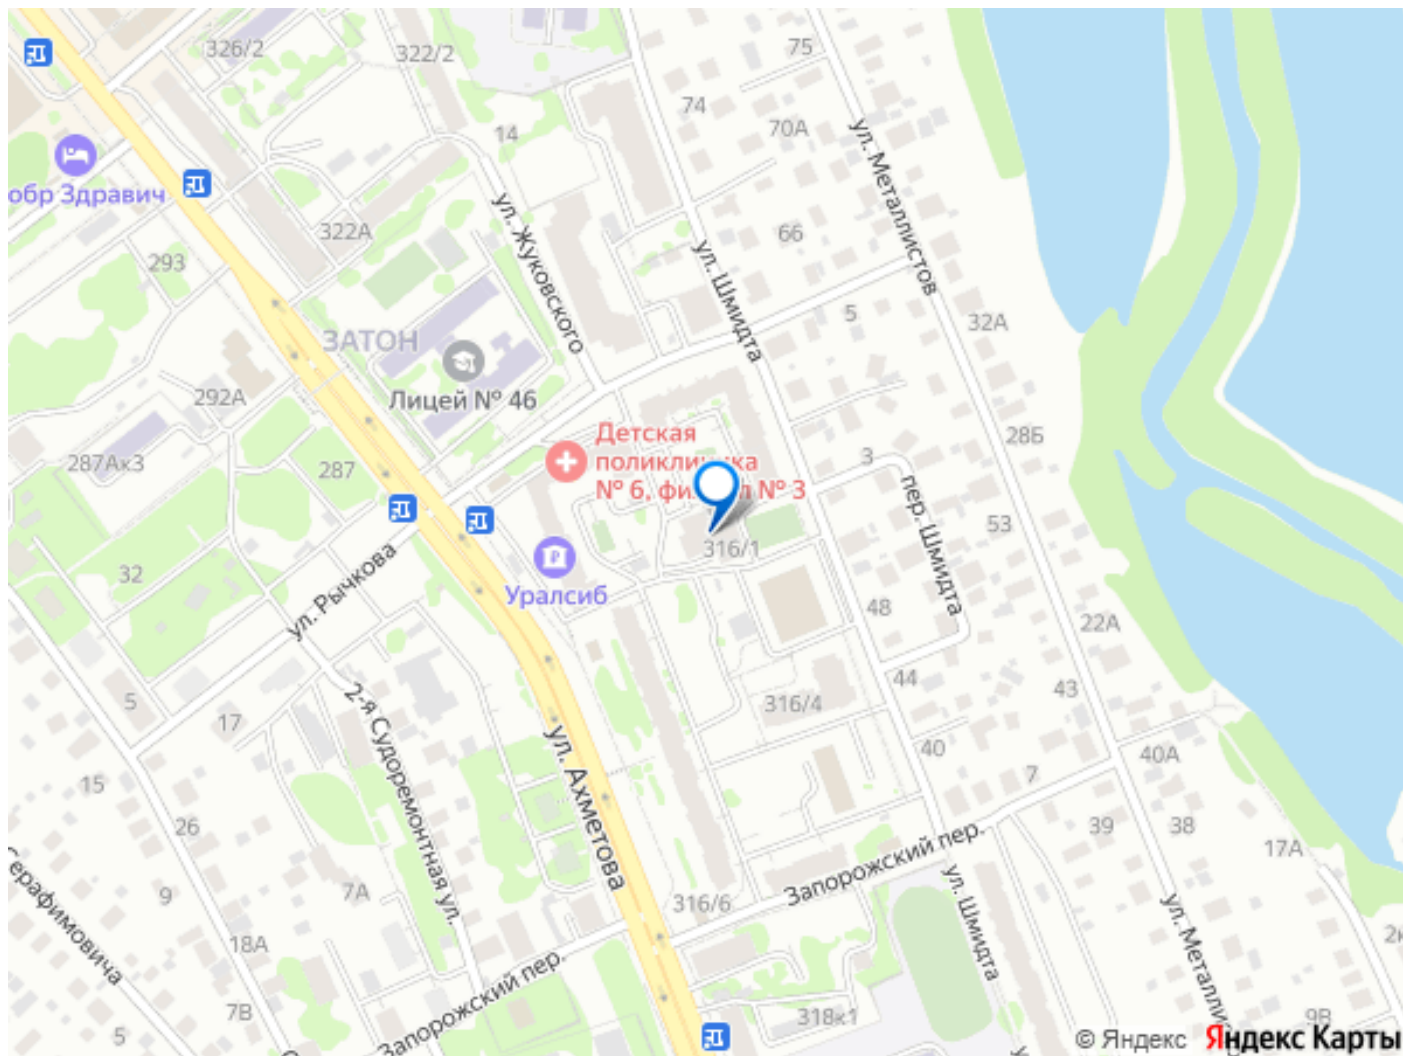 326/2
322/2
75
74
70А
14
обр Здравич
ул. Металлистов
322А
293
ул. Жуковского
66
ул. Шмидта
ЗАТОН
5
32А
Лицей № 46
292А
Детская
поликлиника
№ 6, филиал № 3
287Ак3
287
28Б
3
пер. Шмидта
53
316/1
32
ул. Рычкова
Уралсиб
48
22А
44
43
5
17
2-я Судоремонтная ул.
316/4
ул. Ахметова
40
40А
7
15
26
39
38
17А
Запорожский пер.
9
7А
316/6
ул. Шмидта
ул. Металли
Серафимовича
18А
Запорожский пер.
7В
5
318к1
9В
2к
© Яндекс Яндекс Карты